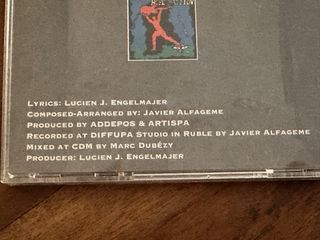 Lyrics: Lucien J. Engelmajer
Composed-Arranged by: Javier Alfageme
Produced by ADDEPOS & ARTISPA
Recorded at DIFFUPA Studio in Ruble by Javier Alfageme
Mixed at CDM by Marc Dubézy
Producer: Lucien J. Engelmajer